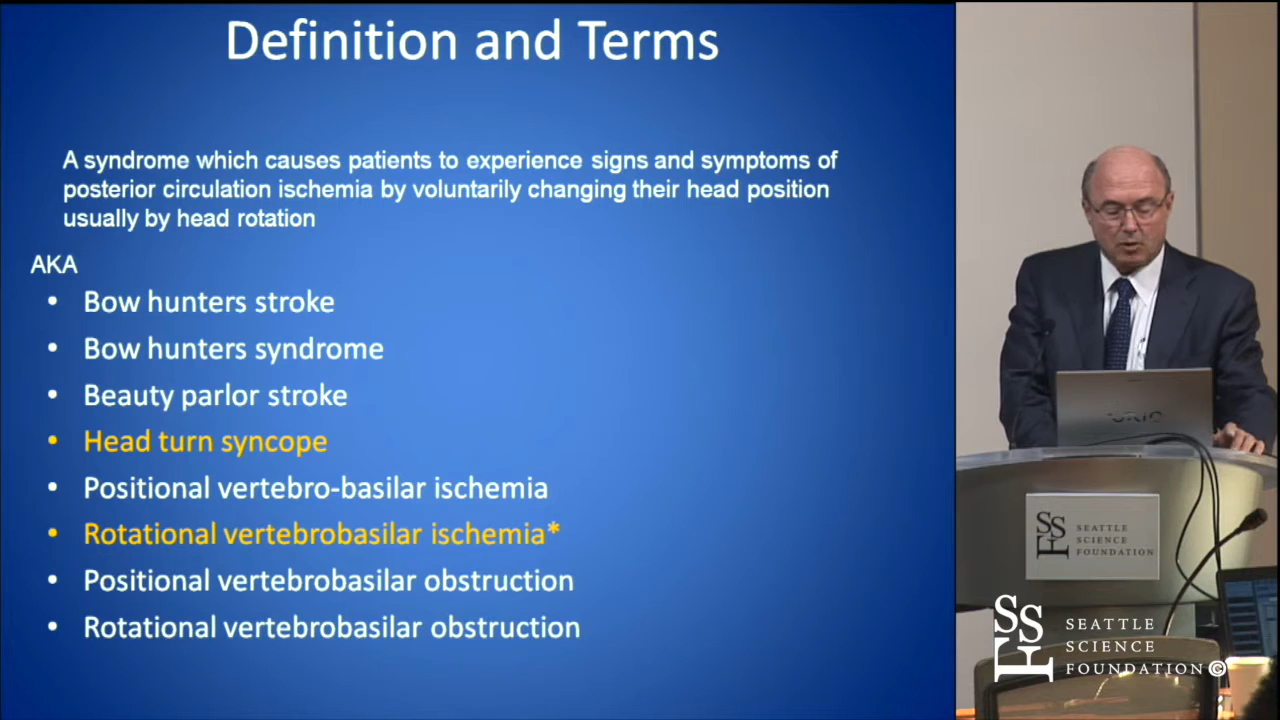 Definition and Terms
A syndrome which causes patients to experience signs and symptoms of
posterior circulation ischemia by voluntarily changing their head position
usually by head rotation
AKA
• Bow hunters stroke
• Bow hunters syndrome
• Beauty parlor stroke
• Head turn syncope
• Positional vertebro-basilar ischemia
• Rotational vertebrobasilar ischemia*
• Positional vertebrobasilar obstruction
• Rotational vertebrobasilar obstruction
SSF
SEATTLE
SCIENCE
FOUNDATION
SSF
SEATTLE
SCIENCE
FOUNDATION©